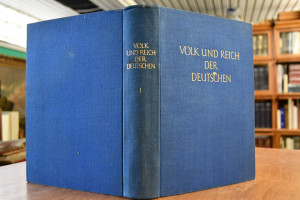 VOLK
UND REICH
DER
DEUTSCHEN
I
VOLK UND REICH
DER
DEUTSCHEN